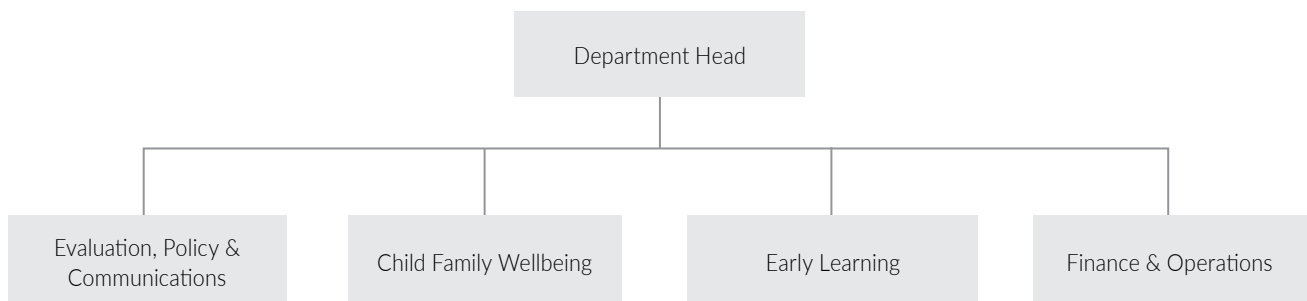 Department Head
Evaluation, Policy &
Communications
Child Family Wellbeing
Early Learning
Finance & Operations